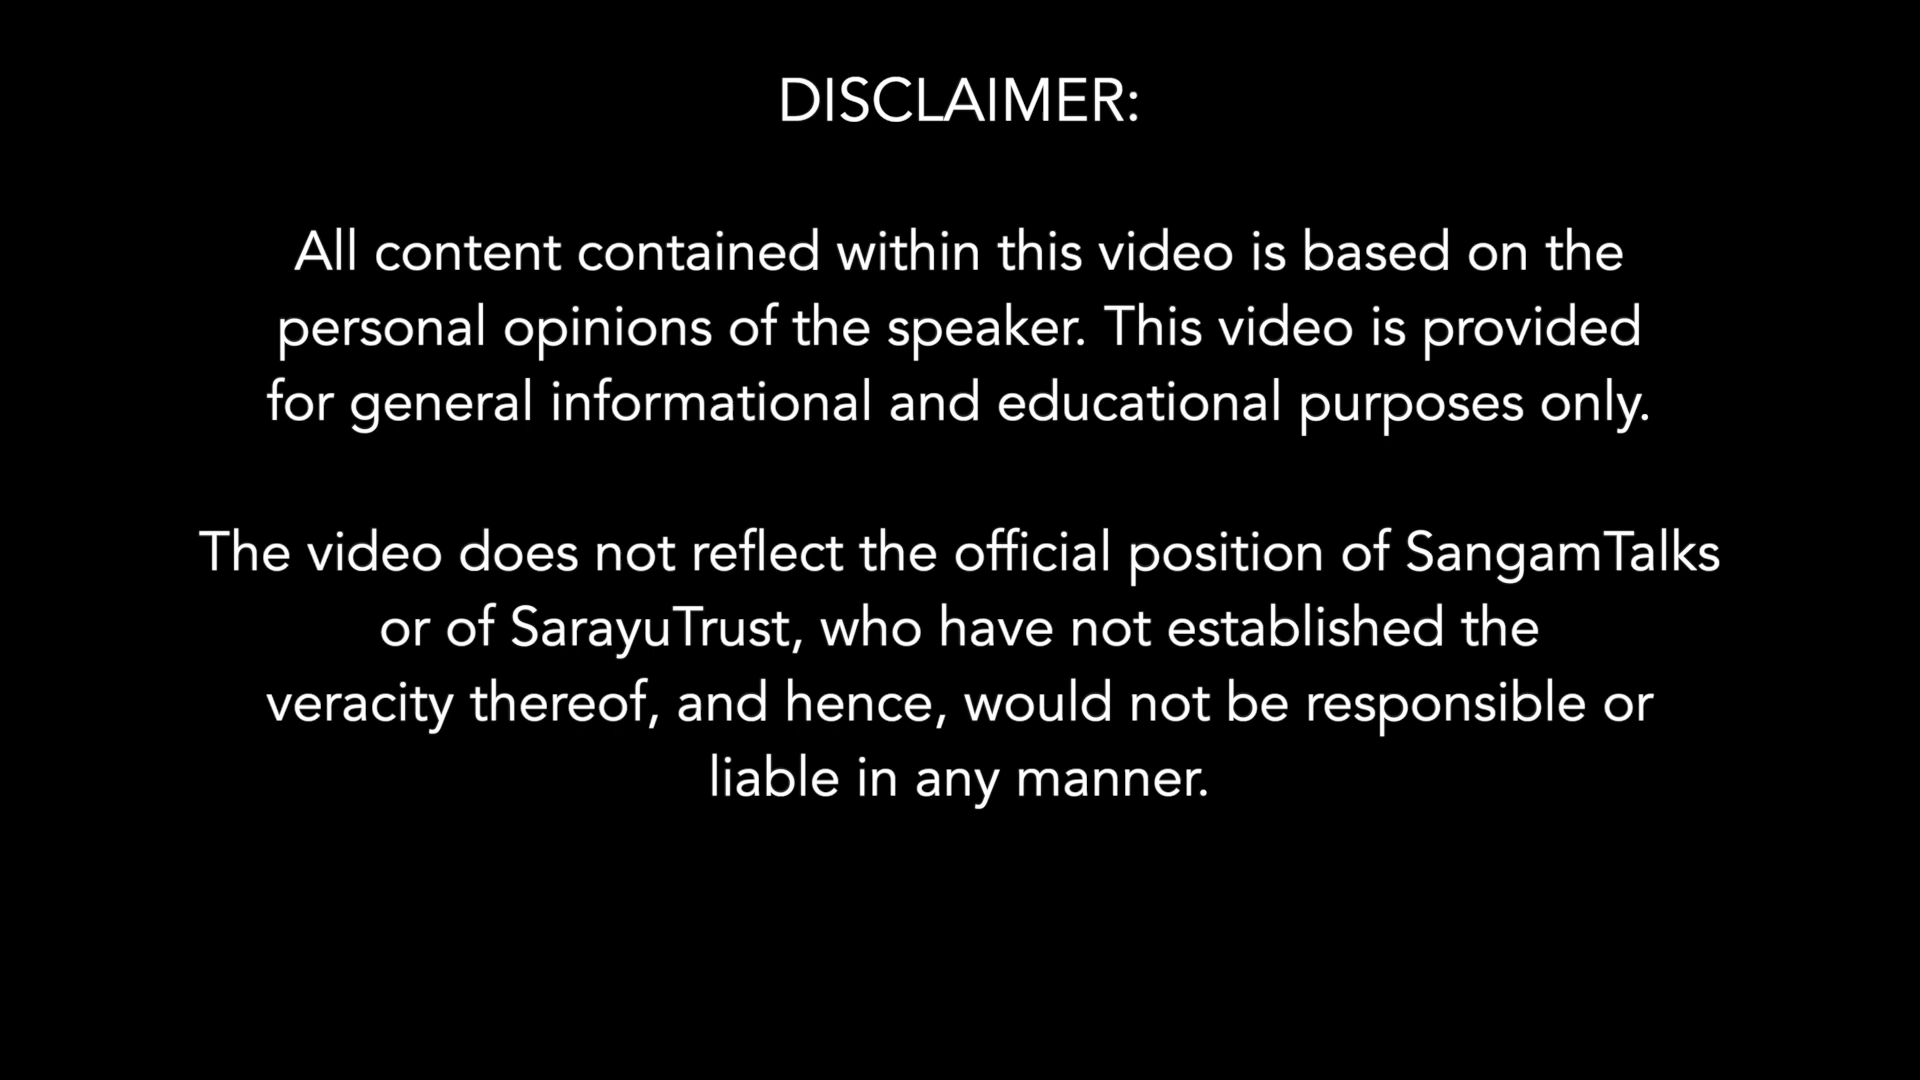 DISCLAIMER:
All content contained within this video is based on the
personal opinions of the speaker. This video is provided
for general informational and educational purposes only.
The video does not reflect the official position of SangamTalks
or of SarayuTrust, who have not established the
veracity thereof, and hence, would not be responsible or
liable in any manner.